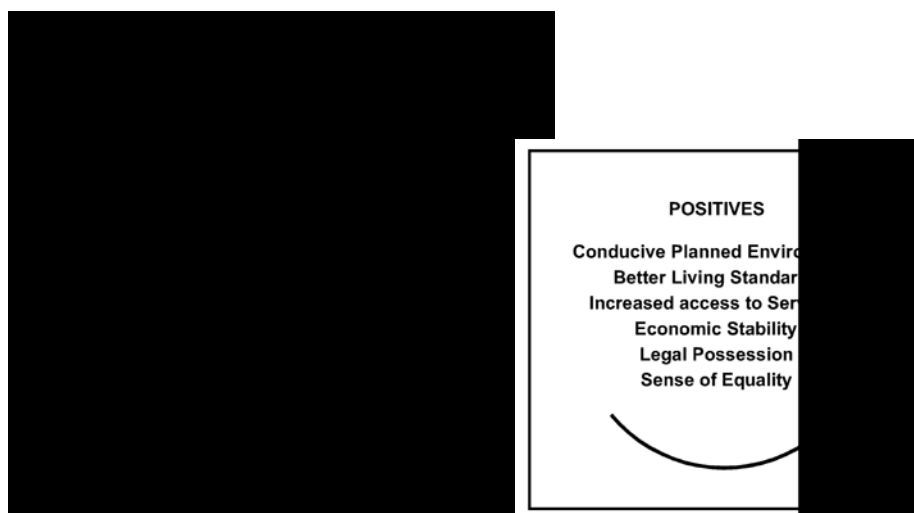 POSITIVES
Conducive Planned
Better Living
Increased access to
Economic Stability
Legal Possession
Sense of Equality